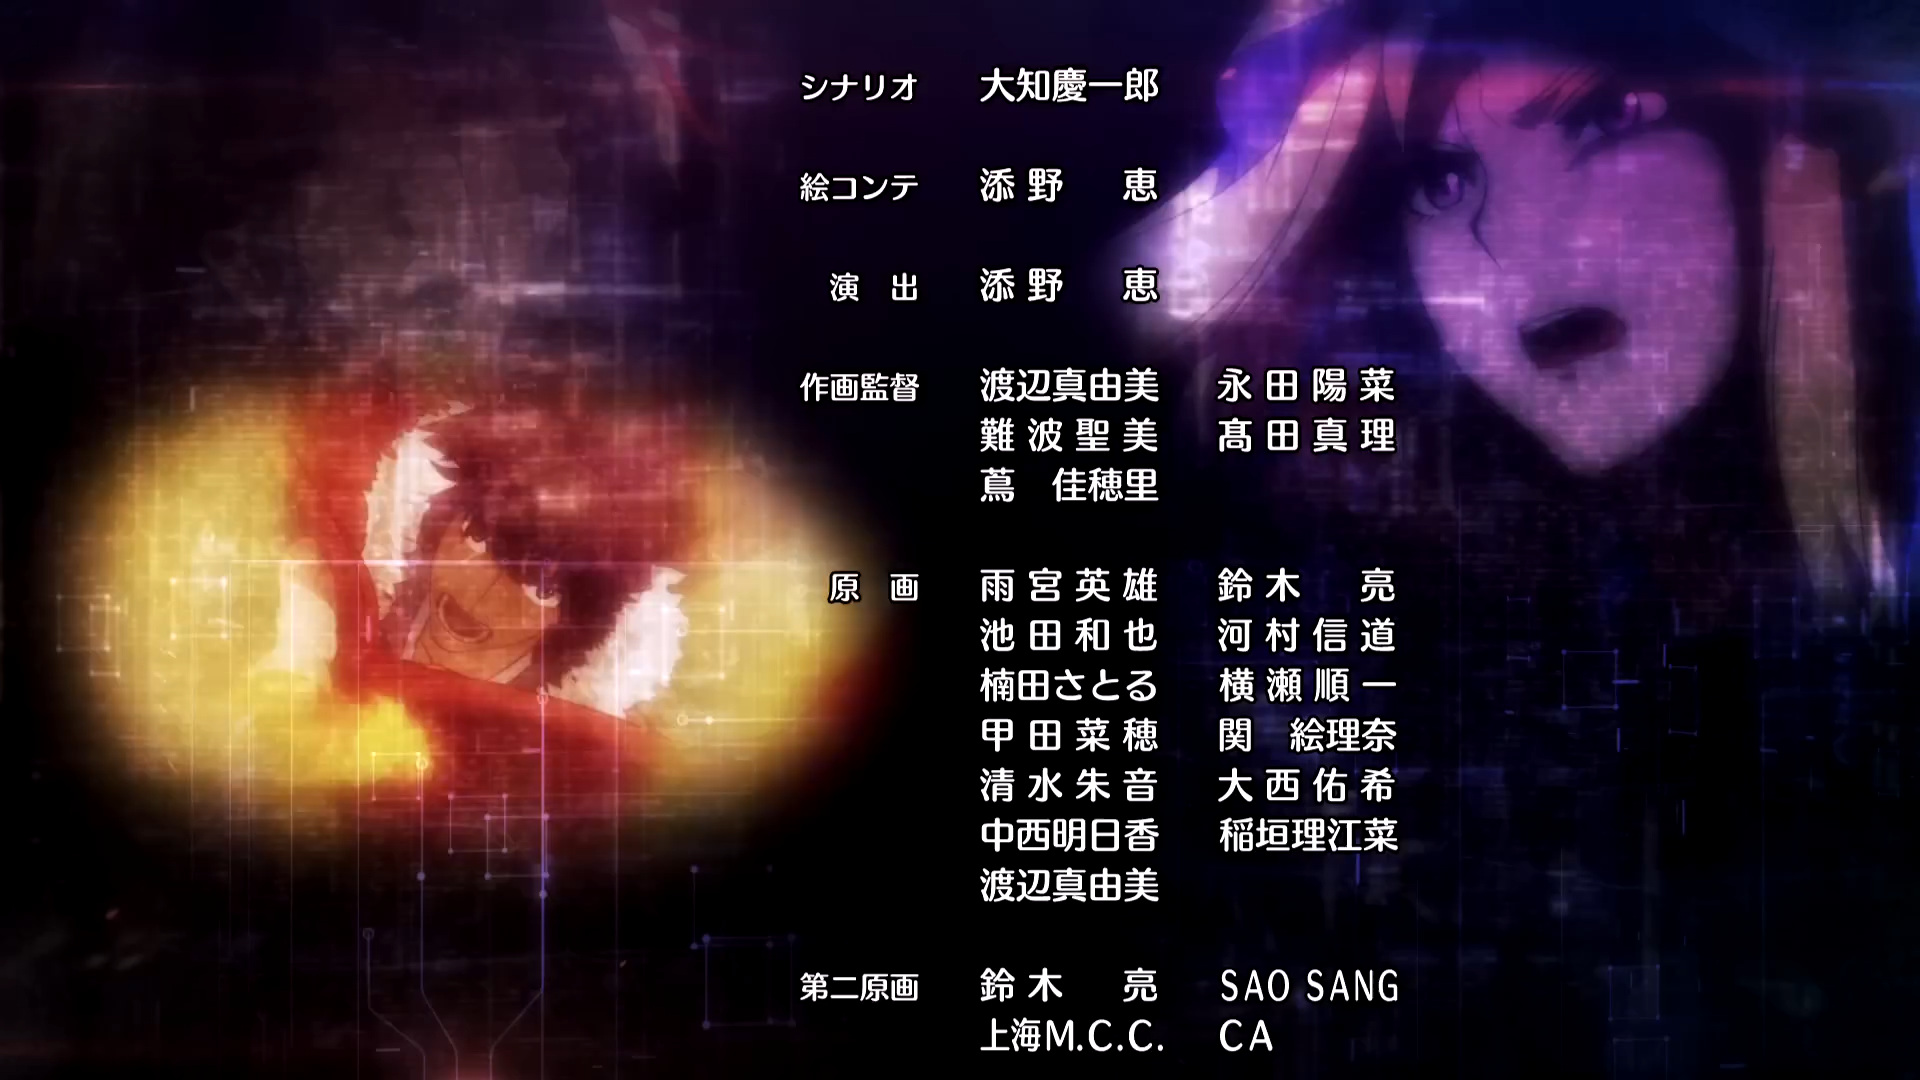 シナリオ 大知慶一郎
絵コンテ 添野 恵
演出 添野 恵
作画監督 渡辺真由美 永田陽菜
難波聖美 髙田真理
蔦 佳穂里
原画 雨宮英雄 鈴木 亮
池田和也 河村信道
楠田さとる 横瀬順一
甲田菜穂 関 絵理奈
清水朱音 大西佑希
中西明日香 稲垣理江菜
渡辺真由美
第二原画 鈴木 亮 SAO SANG
上海M.C.C. CA